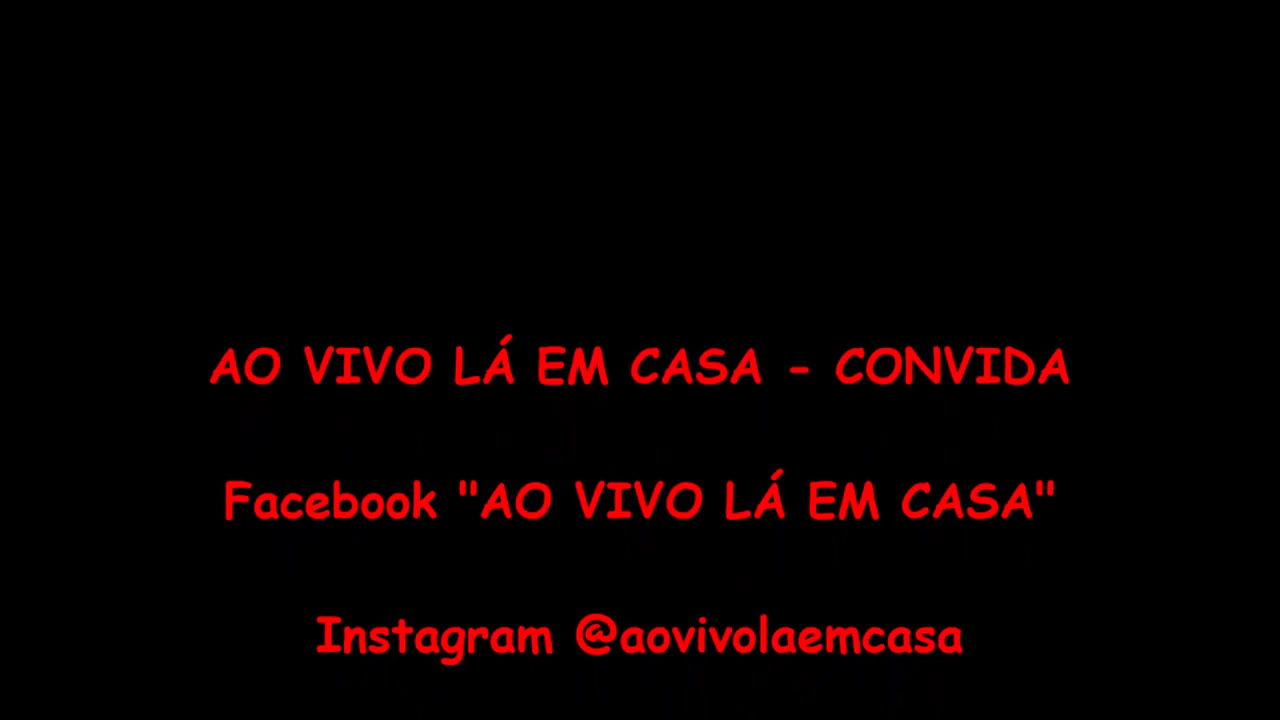 AO VIVO LÁ EM CASA - CONVIDA
Facebook "AO VIVO LÁ EM CASA"
Instagram @aovivolaemcasa